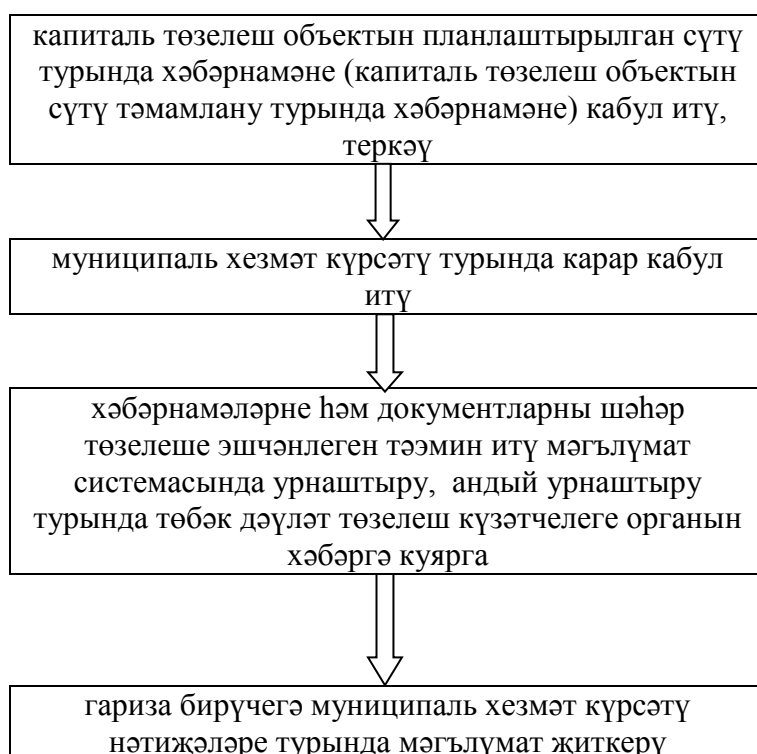 капиталь төзелеш объектын планлаштырылган сүтү
турында хәбәрнамәне (капиталь төзелеш объектын
сүтү тәмамлану турында хәбәрнамәне) кабул итү,
теркәү
муниципаль хезмәт күрсәтү турында карар кабул
итү
хәбәрнамәләрне һәм документларны шәһәр
төзелеше эшчәнлеген тәэмин итү мәгълүмат
системасында урнаштыру, андый урнаштыру
турында төбәк дәүләт төзелеш күзәтчелеге органын
хәбәргә куярга
гариза бирүчегә муниципаль хезмәт күрсәтү
нәтиҗәләре турында мәгълүмат җиткерү